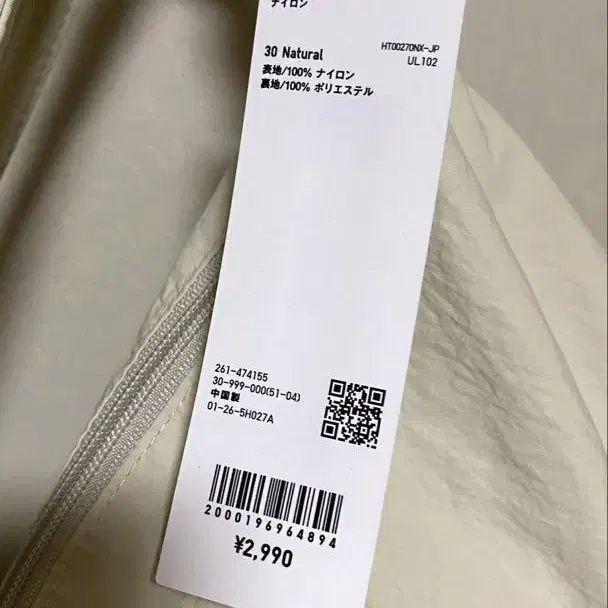 ナイロン
30 Natural
HT0027DNX-JP
UL102
表地/100% ナイロン
裏地/100% ポリエステル
261-474155
30-999-000(51-04)
中国製
01-26-5H027A
2000196964894
¥2,990